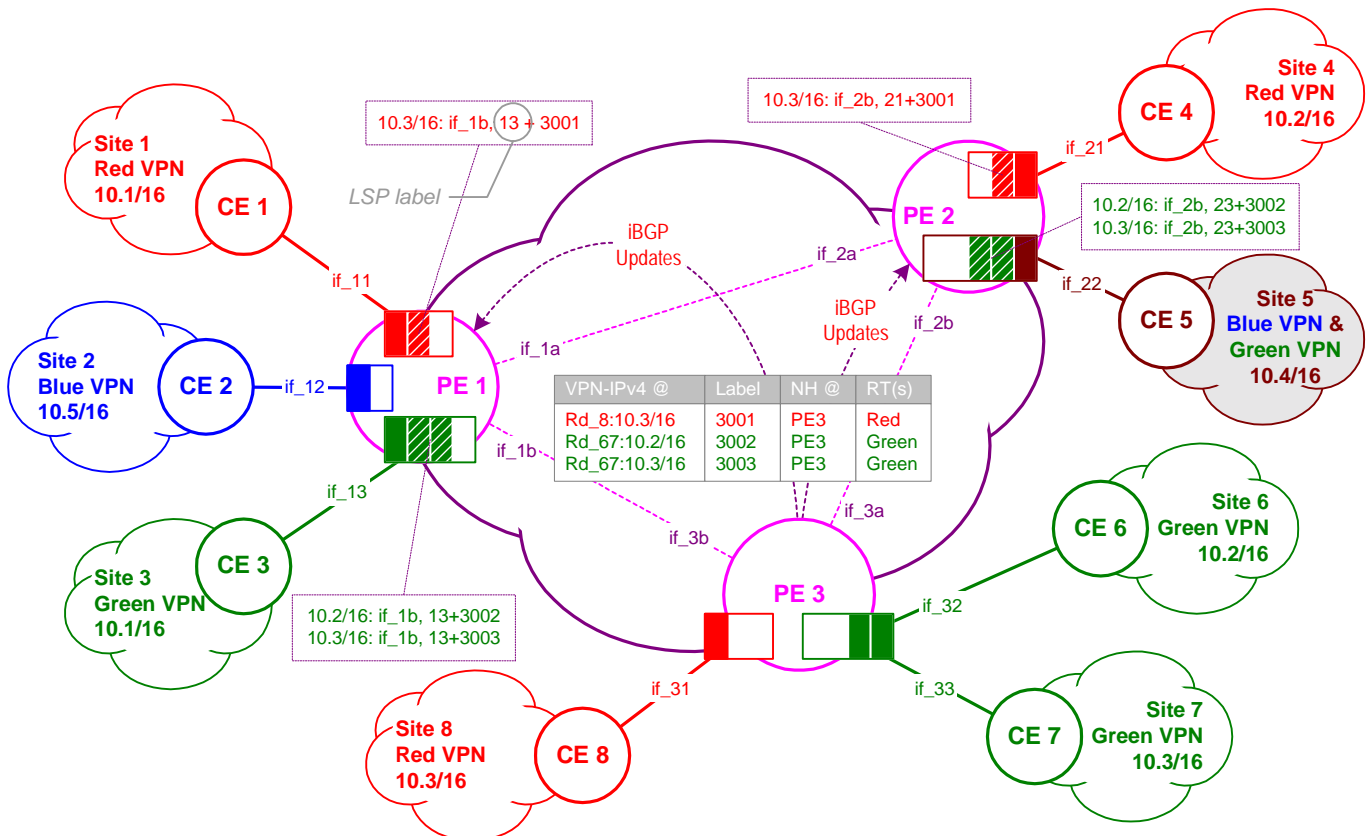 Site 1
Red VPN
10.1/16
CE 1
if_11
10.3/16: if_1b, 13 + 3001
LSP label
10.3/16: if_2b, 21+3001
Site 4
Red VPN
10.2/16
CE 4
if_21
PE 2
10.2/16: if_2b, 23+3002
10.3/16: if_2b, 23+3003
if_22
CE 5
Site 5
Blue VPN &
Green VPN
10.4/16
iBGP
Updates
if_2a
iBGP
Updates
if_2b
Site 2
Blue VPN
10.5/16
CE 2
if_12
PE 1
if_1a
if_1b
VPN-IPv4 @ Label NH @ RT(s)
Rd_8:10.3/16 3001 PE3 Red
Rd_67:10.2/16 3002 PE3 Green
Rd_67:10.3/16 3003 PE3 Green
if_13
CE 3
Site 3
Green VPN
10.1/16
10.2/16: if_1b, 13+3002
10.3/16: if_1b, 13+3003
if_3b
if_3a
PE 3
CE 6
Site 6
Green VPN
10.2/16
if_32
if_33
CE 7
Site 7
Green VPN
10.3/16
if_31
Site 8
Red VPN
10.3/16
CE 8